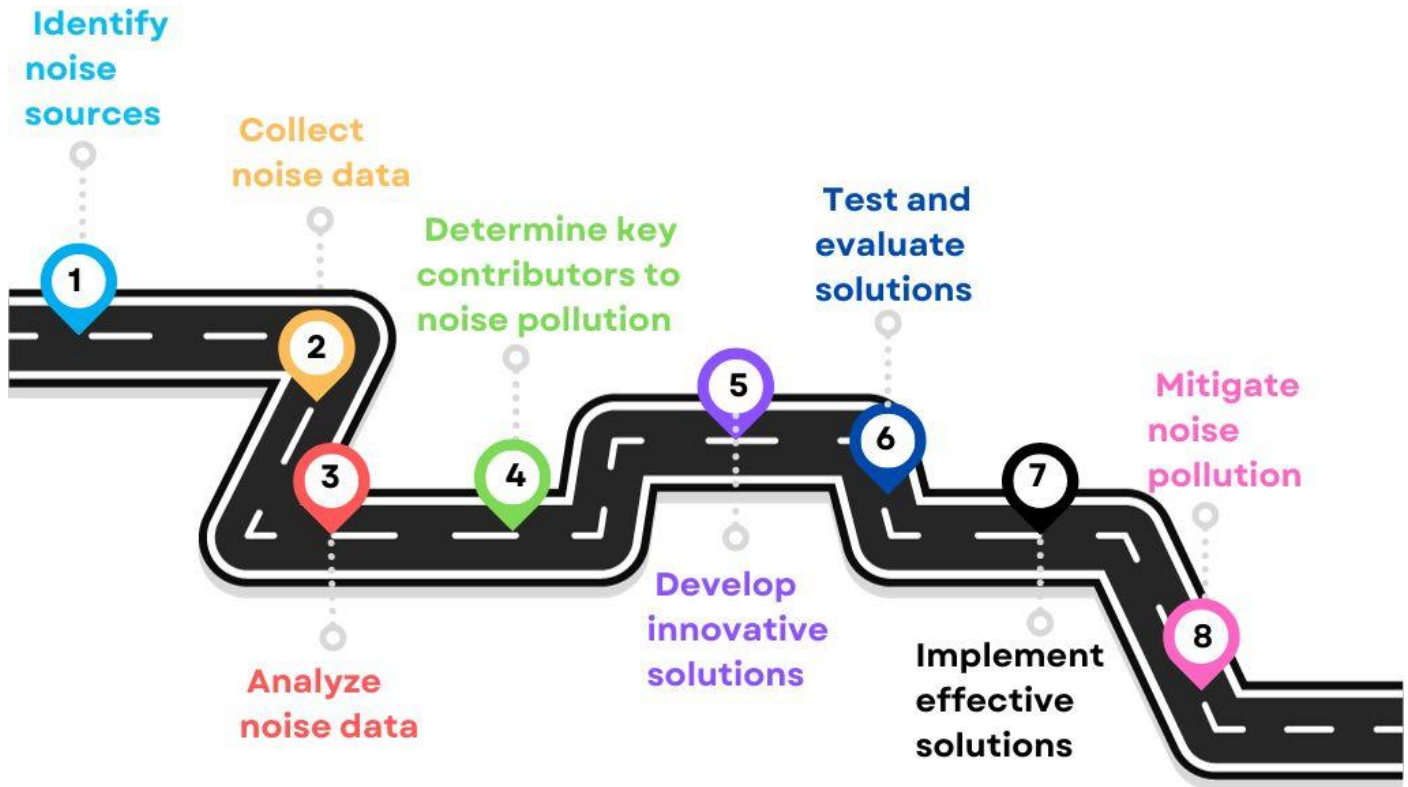 Identify
noise
sources
1
Collect
noise data
2
Analyze
noise data
3
Determine key
contributors to
noise pollution
4
Develop
innovative
solutions
5
Test and
evaluate
solutions
6
Implement
effective
solutions
7
Mitigate
noise
pollution
8